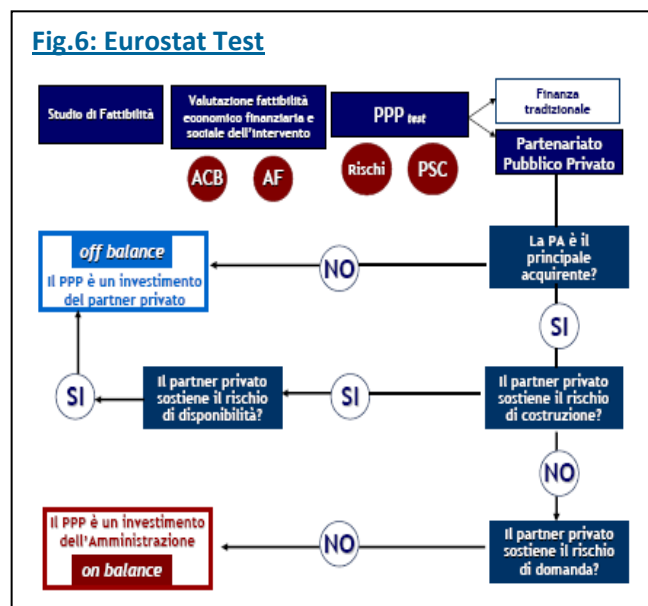 Fig.6: Eurostat Test
Studio di Fattibilità
Valutazione fattibilità
economico finanziaria e
sociale dell'intervento
ACB
AF
PPP test
Rischi
PSC
Finanza
tradizionale
Partenariato
Pubblico Privato
off balance
Il PPP è un investimento
del partner privato
NO
La PA è il
principale
acquirente?
SI
SI
Il partner privato
sostiene il rischio
di disponibilità?
SI
Il partner privato
sostiene il rischio
di costruzione?
NO
Il PPP è un investimento
dell'Amministrazione
on balance
NO
Il partner privato
sostiene il rischio
di domanda?